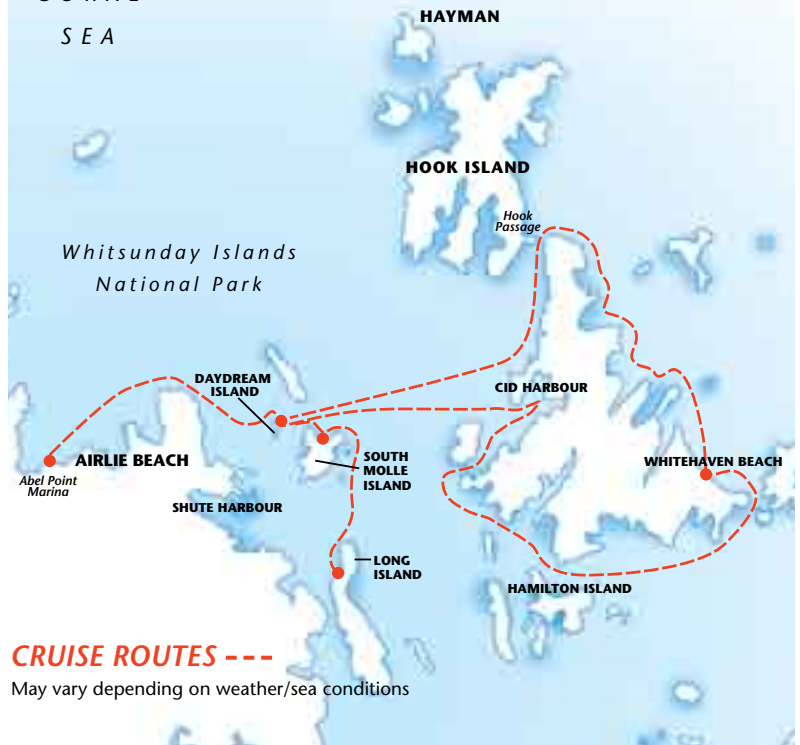 SEA
HAYMAN
HOOK ISLAND
Hook
Passage
Whitsunday Islands
National Park
DAYDREAM
ISLAND
CID HARBOUR
AIRLIE BEACH
Abel Point
Marina
SOUTH
MOLLE
ISLAND
WHITEHAVEN BEACH
SHUTE HARBOUR
LONG
ISLAND
HAMILTON ISLAND
CRUISE ROUTES ---
May vary depending on weather/sea conditions